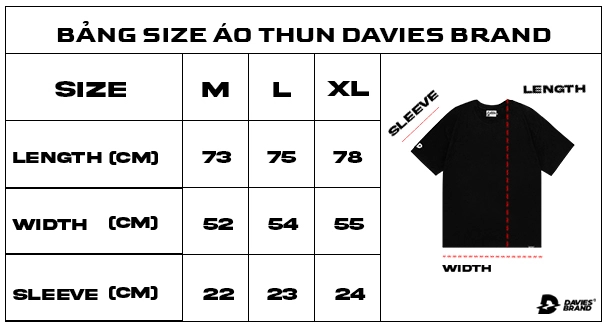 BẢNG SIZE ÁO THUN DAVIES BRAND
SIZE M L XL
LENGTH (CM) 73 75 78
WIDTH (CM) 52 54 55
SLEEVE (CM) 22 23 24
SLEEVE
LENGTH
WIDTH
DAVIES
BRAND